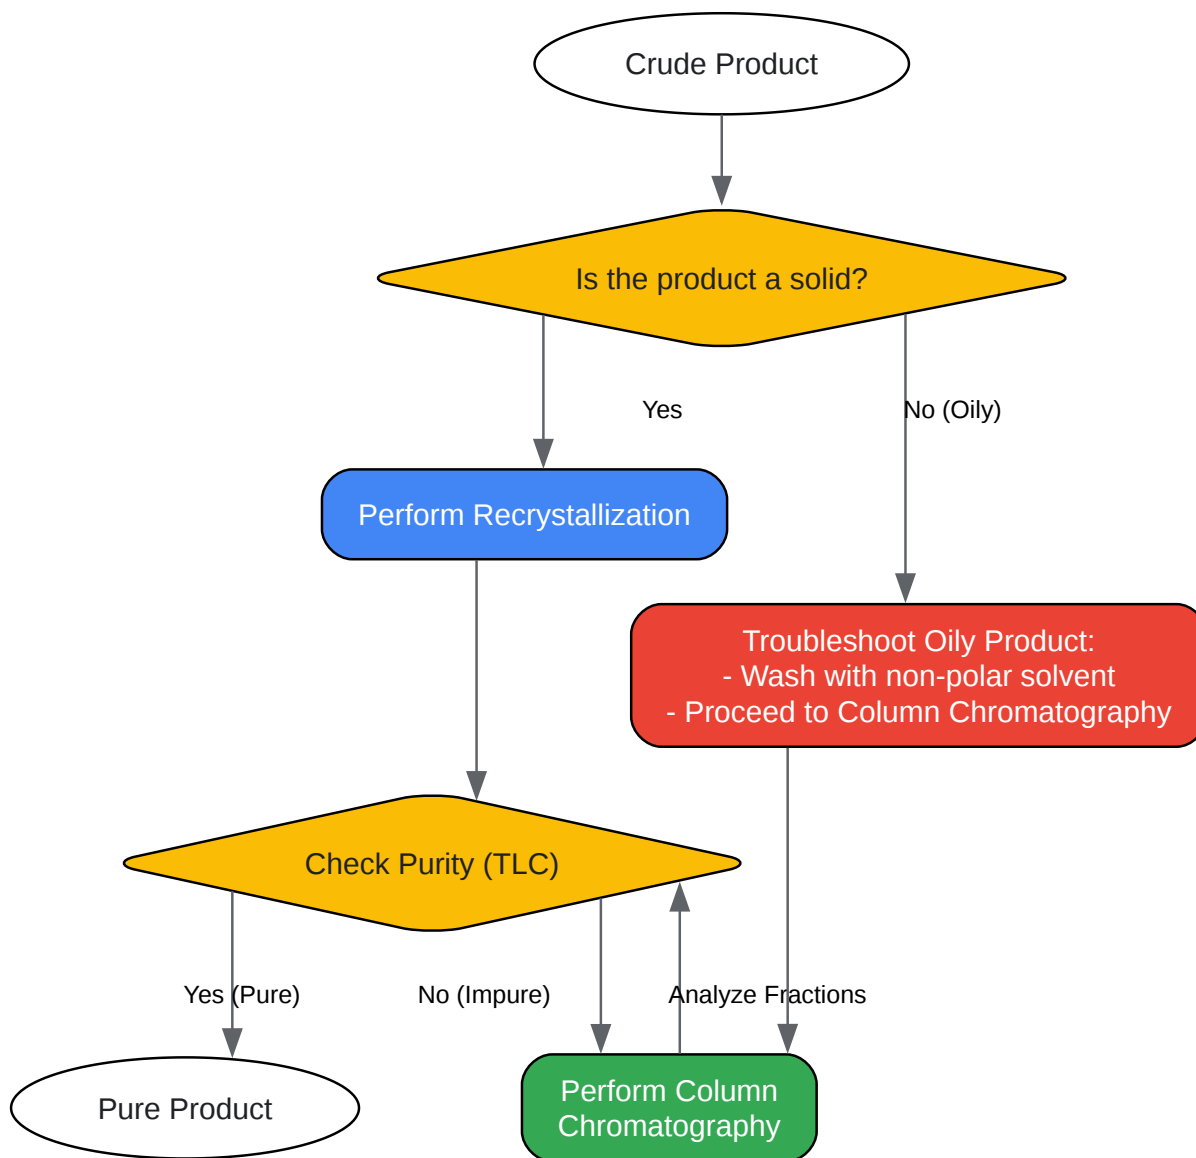 Crude Product
Is the product a solid?
Yes
No (Oily)
Perform Recrystallization
Troubleshoot Oily Product:
- Wash with non-polar solvent
- Proceed to Column Chromatography
Check Purity (TLC)
Yes (Pure)
No (Impure)
Analyze Fractions
Pure Product
Perform Column
Chromatography